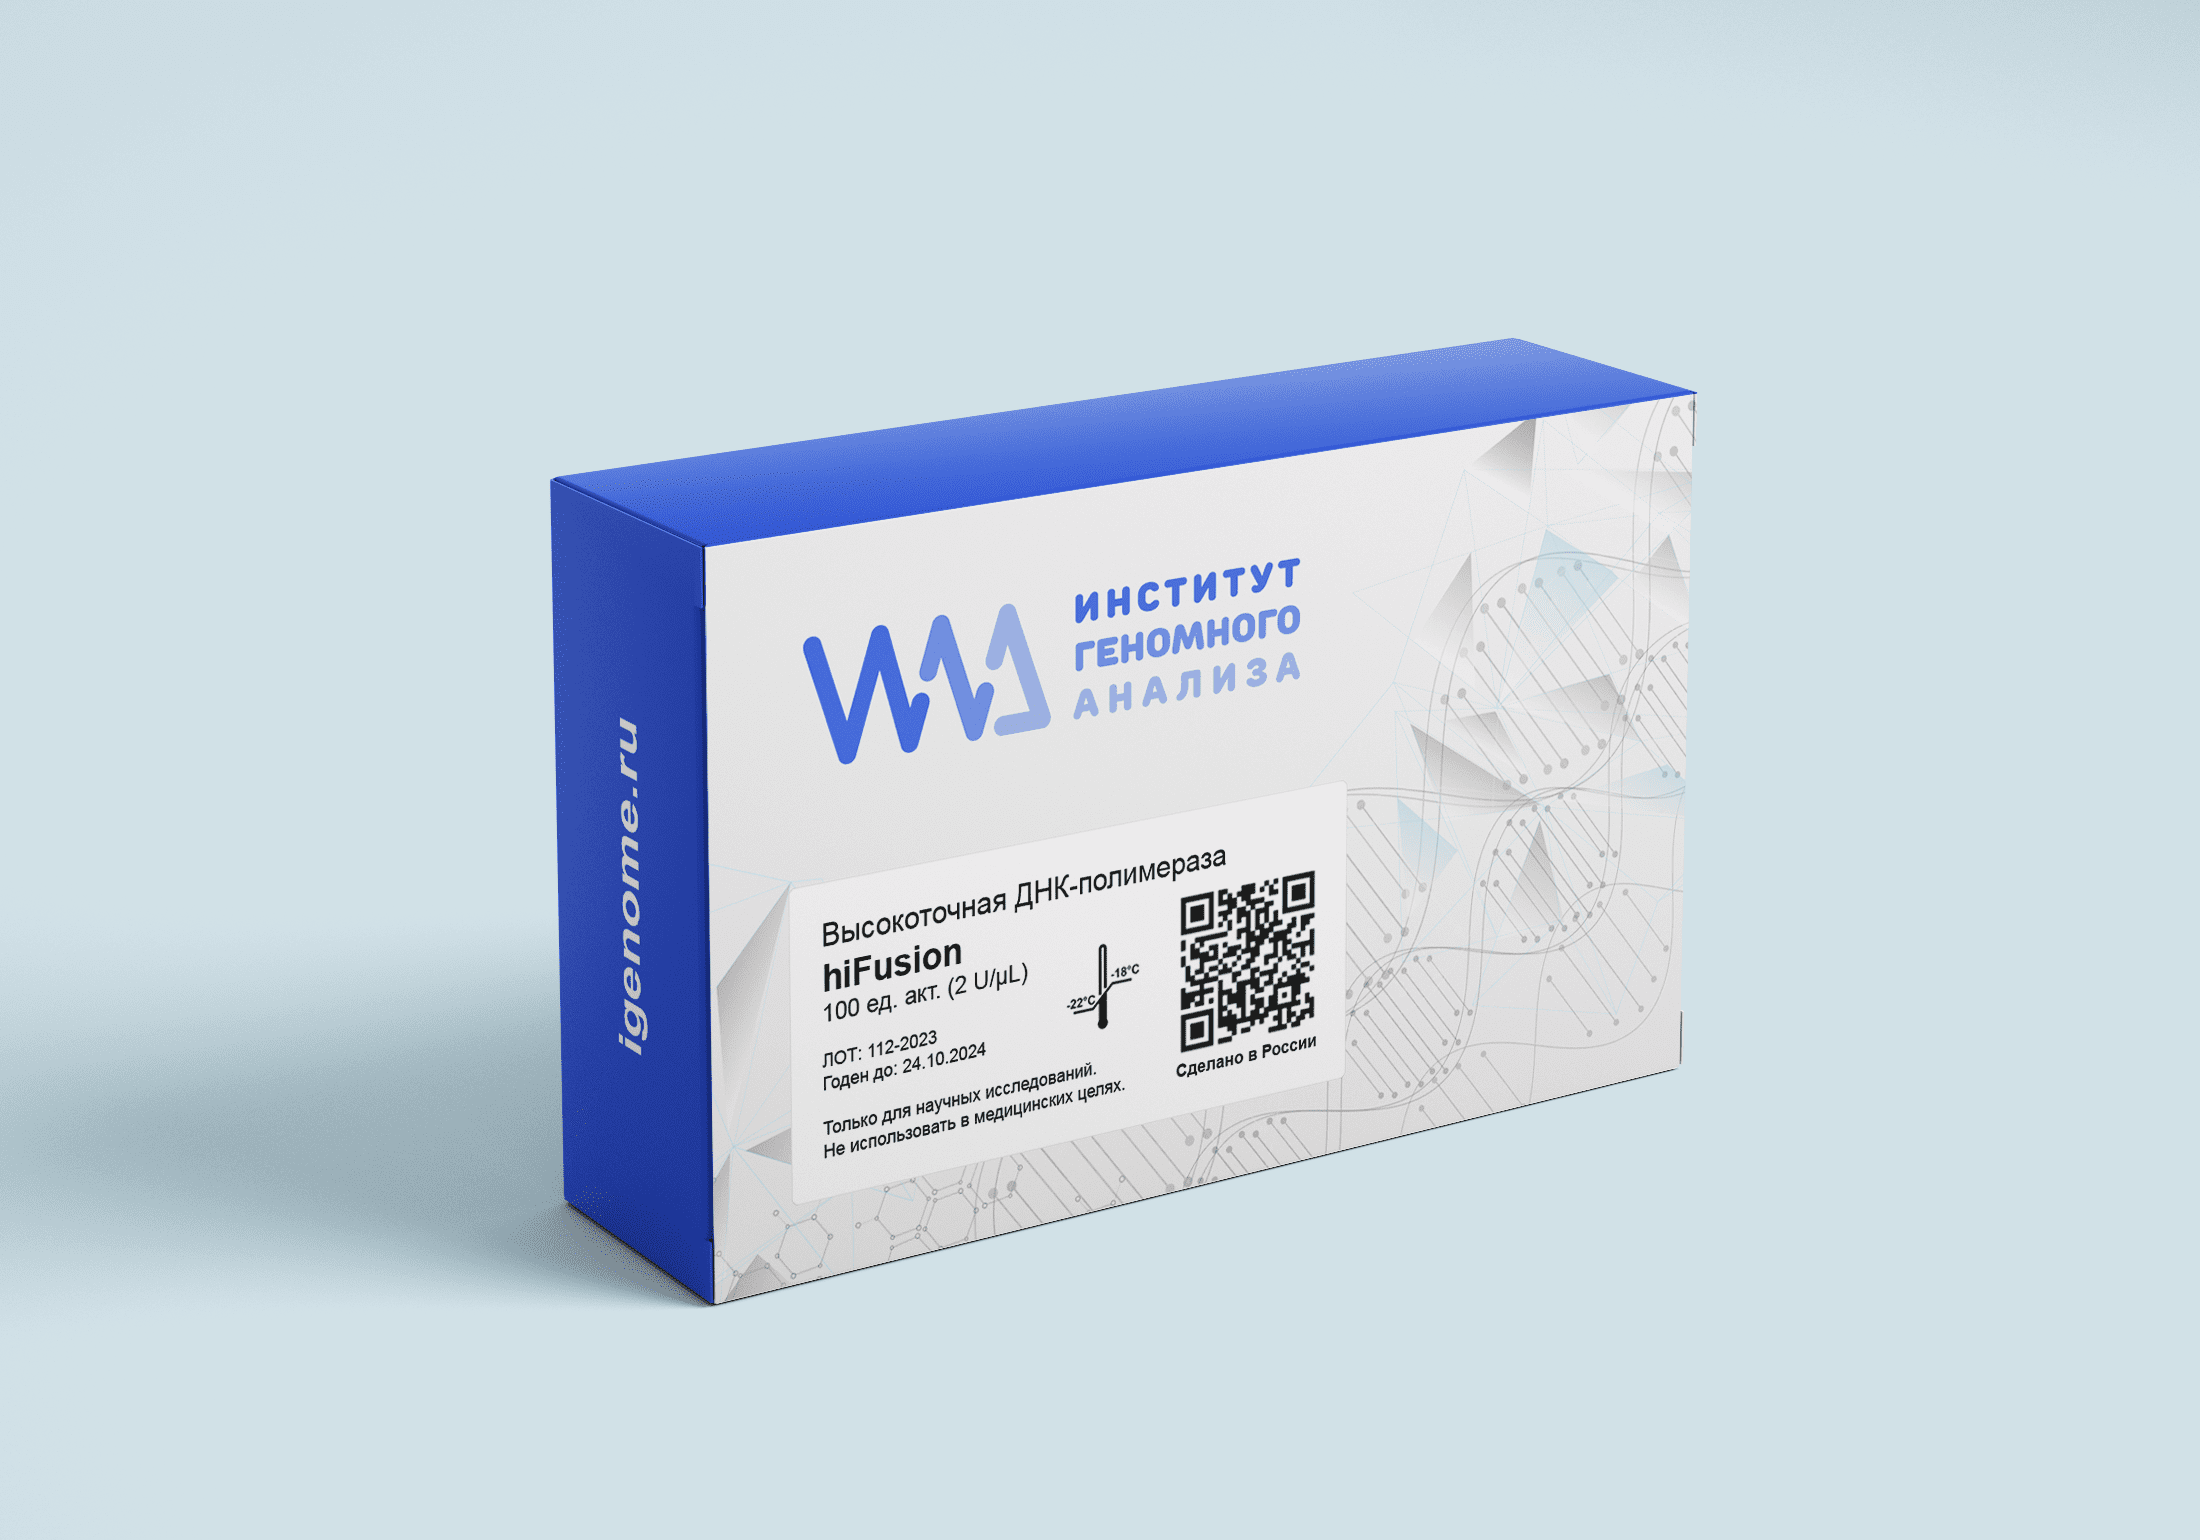 ИНСТИТУТ
ГЕНОМНОГО
АНАЛИЗА
igenome.ru
Высокоточная ДНК-полимераза
hiFusion
100 ед. акт. (2 U/µL)
-18°C
-22°C
ЛОТ: 112-2023
Годен до: 24.10.2024
Только для научных исследований.
Не использовать в медицинских целях.
Сделано в России